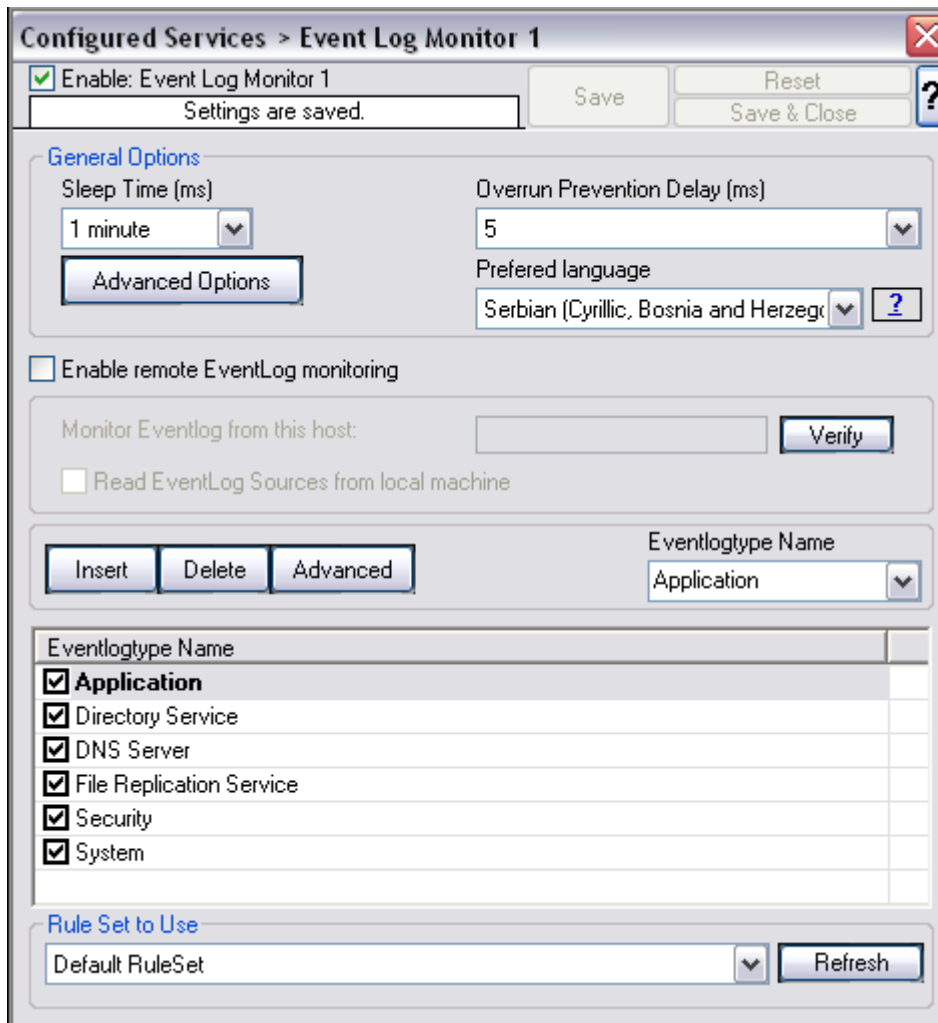 Configured Services > Event Log Monitor 1
Enable: Event Log Monitor 1
Settings are saved.
Save
Reset
Save & Close
?
General Options
Sleep Time (ms)
Overrun Prevention Delay (ms)
1 minute
5
Advanced Options
Prefered language
Serbian (Cyrillic, Bosnia and Herzeg
?
Enable remote EventLog monitoring
Monitor Eventlog from this host:
Verify
Read EventLog Sources from local machine
Insert
Delete
Advanced
Eventlogtype Name
Application
Eventlogtype Name
Application
Directory Service
DNS Server
File Replication Service
Security
System
Rule Set to Use
Default RuleSet
Refresh